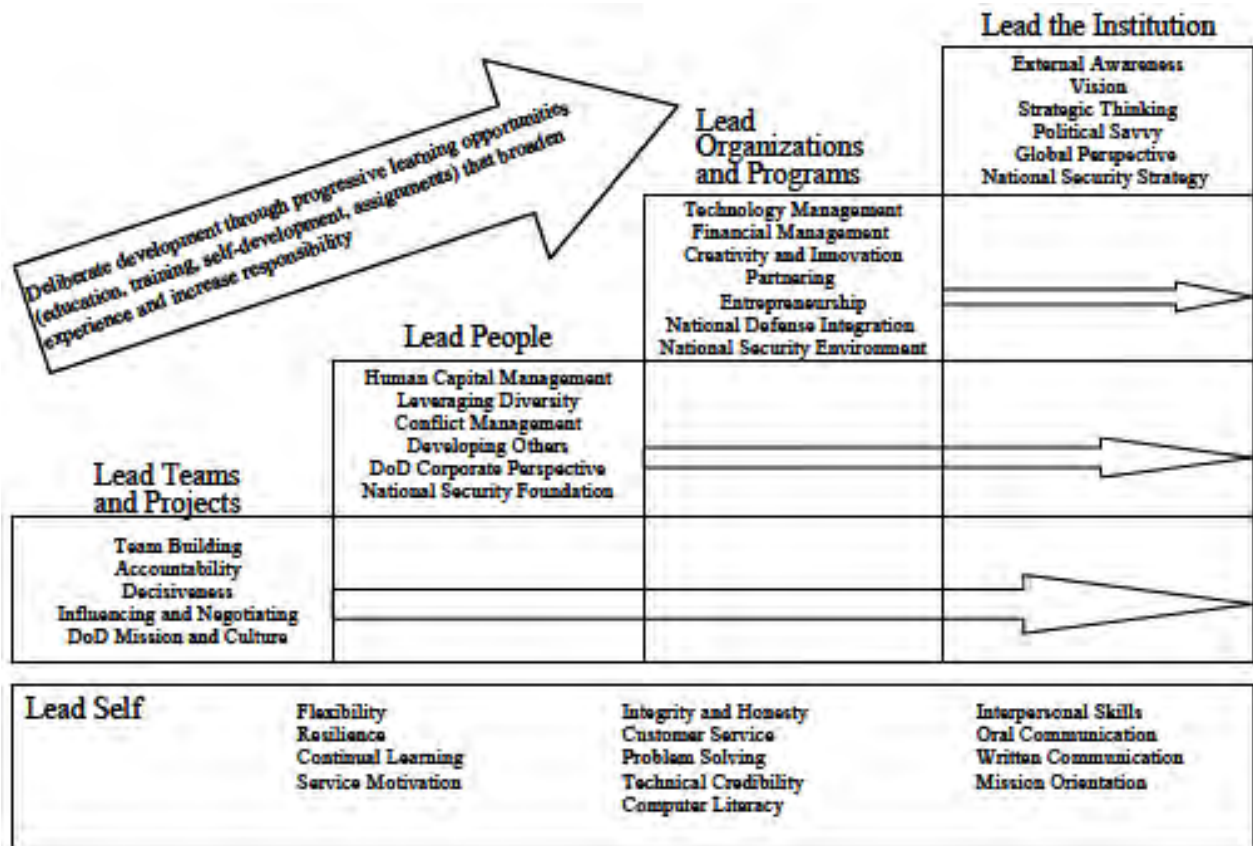 Lead the Institution
External Awareness
Vision
Strategic Thinking
Political Savvy
Global Perspective
National Security Strategy
Deliberate development through progressive learning opportunities
(education, training, self-development, assignments) that broaden
experience and increase responsibility
Lead
Organizations
and Programs
Technology Management
Financial Management
Creativity and Innovation
Partnering
Entrepreneurship
National Defense Integration
National Security Environment
Lead People
Human Capital Management
Leveraging Diversity
Conflict Management
Developing Others
DoD Corporate Perspective
National Security Foundation
Lead Teams
and Projects
Team Building
Accountability
Decisiveness
Influencing and Negotiating
DoD Mission and Culture
Lead Self
Flexibility
Resilience
Continual Learning
Service Motivation
Integrity and Honesty
Customer Service
Problem Solving
Technical Credibility
Computer Literacy
Interpersonal Skills
Oral Communication
Written Communication
Mission Orientation